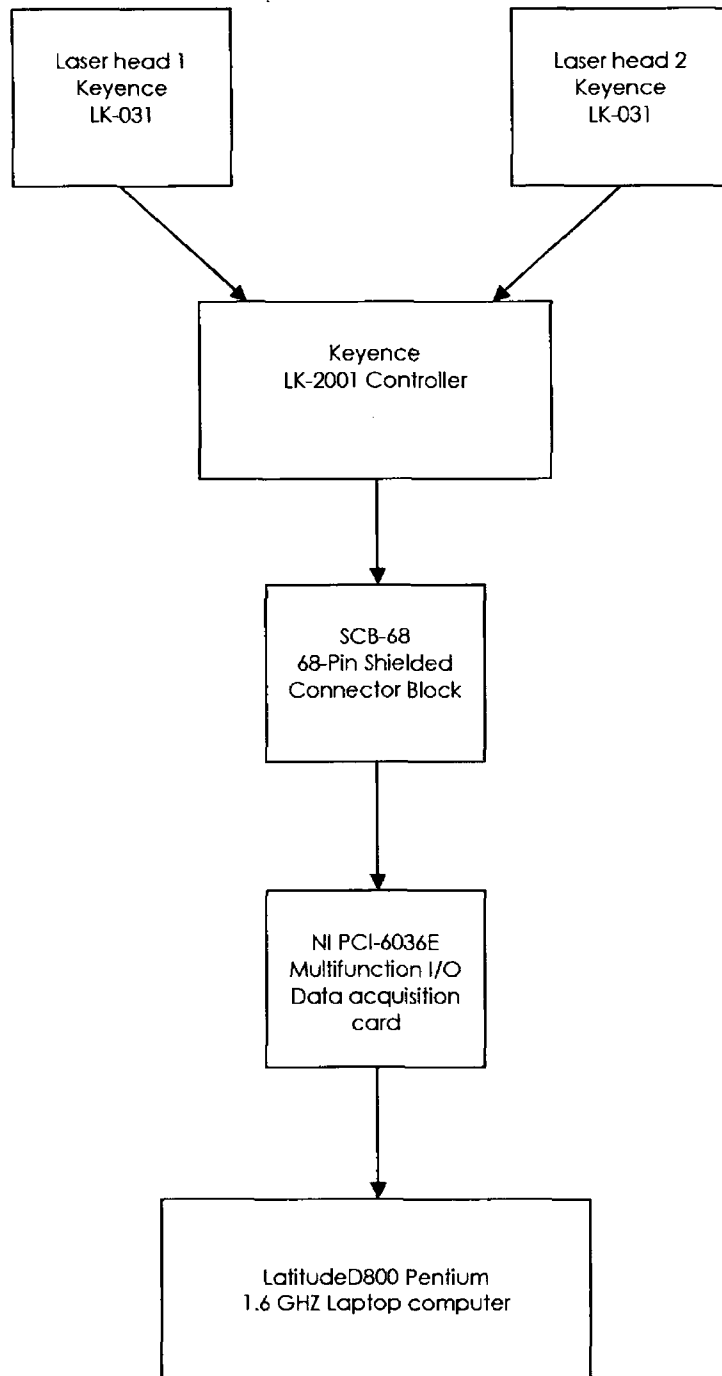 Laser head 1
Keyence
LK-031
Laser head 2
Keyence
LK-031
Keyence
LK-2001 Controller
SCB-68
68-Pin Shielded
Connector Block
NI PCI-6036E
Multifunction I/O
Data acquisition
card
LatitudeD800 Pentium
1.6 GHZ Laptop computer